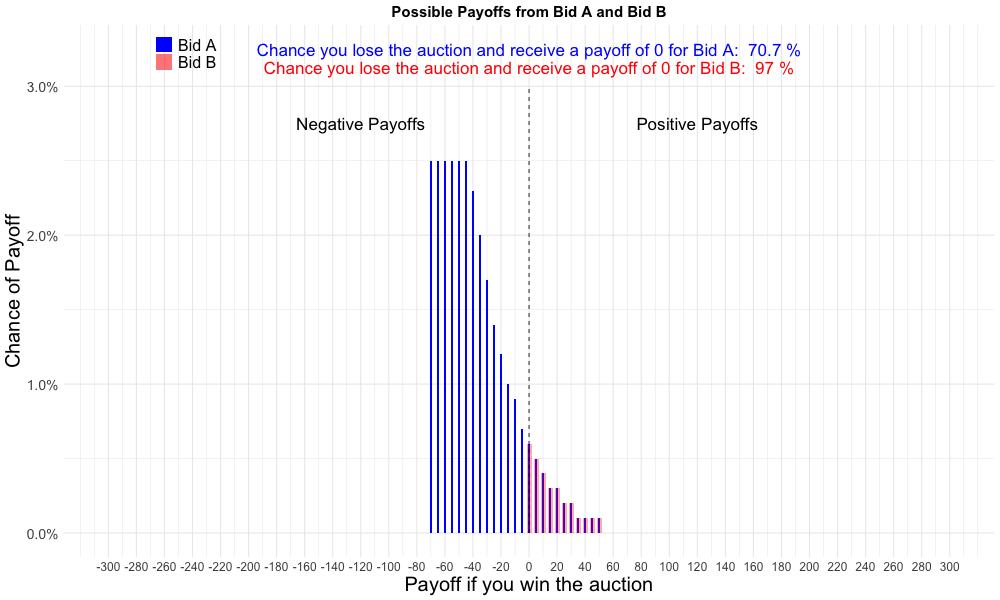 Possible Payoffs from Bid A and Bid B
Bid A
Bid B
Chance you lose the auction and receive a payoff of 0 for Bid A:  70.7 %
Chance you lose the auction and receive a payoff of 0 for Bid B:  97 %
Negative Payoffs
Positive Payoffs
Chance of Payoff
3.0%
2.0%
1.0%
0.0%
-300 -280 -260 -240 -220 -200 -180 -160 -140 -120 -100 -80 -60 -40 -20 0 20 40 60 80 100 120 140 160 180 200 220 240 260 280 300
Payoff if you win the auction